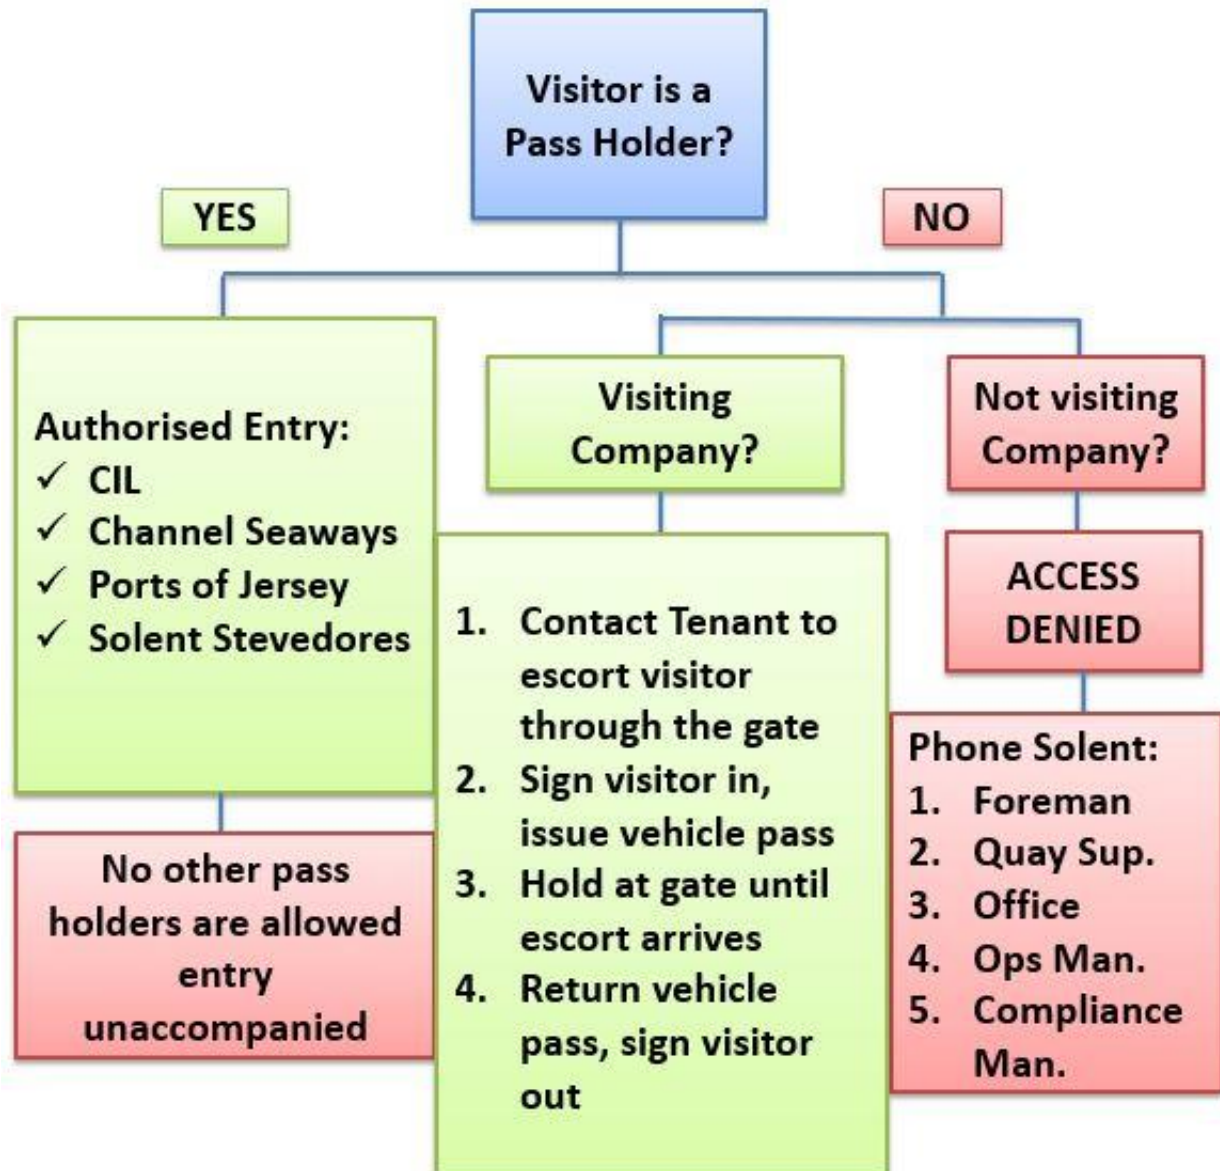 Visitor is a
Pass Holder?
YES
NO
Authorised Entry:
✓ CIL
✓ Channel Seaways
✓ Ports of Jersey
✓ Solent Stevedores
No other pass
holders are allowed
entry
unaccompanied
Visiting
Company?
1. Contact Tenant to
escort visitor
through the gate
2. Sign visitor in,
issue vehicle pass
3. Hold at gate until
escort arrives
4. Return vehicle
pass, sign visitor
out
Not visiting
Company?
ACCESS
DENIED
Phone Solent:
1. Foreman
2. Quay Sup.
3. Office
4. Ops Man.
5. Compliance
Man.